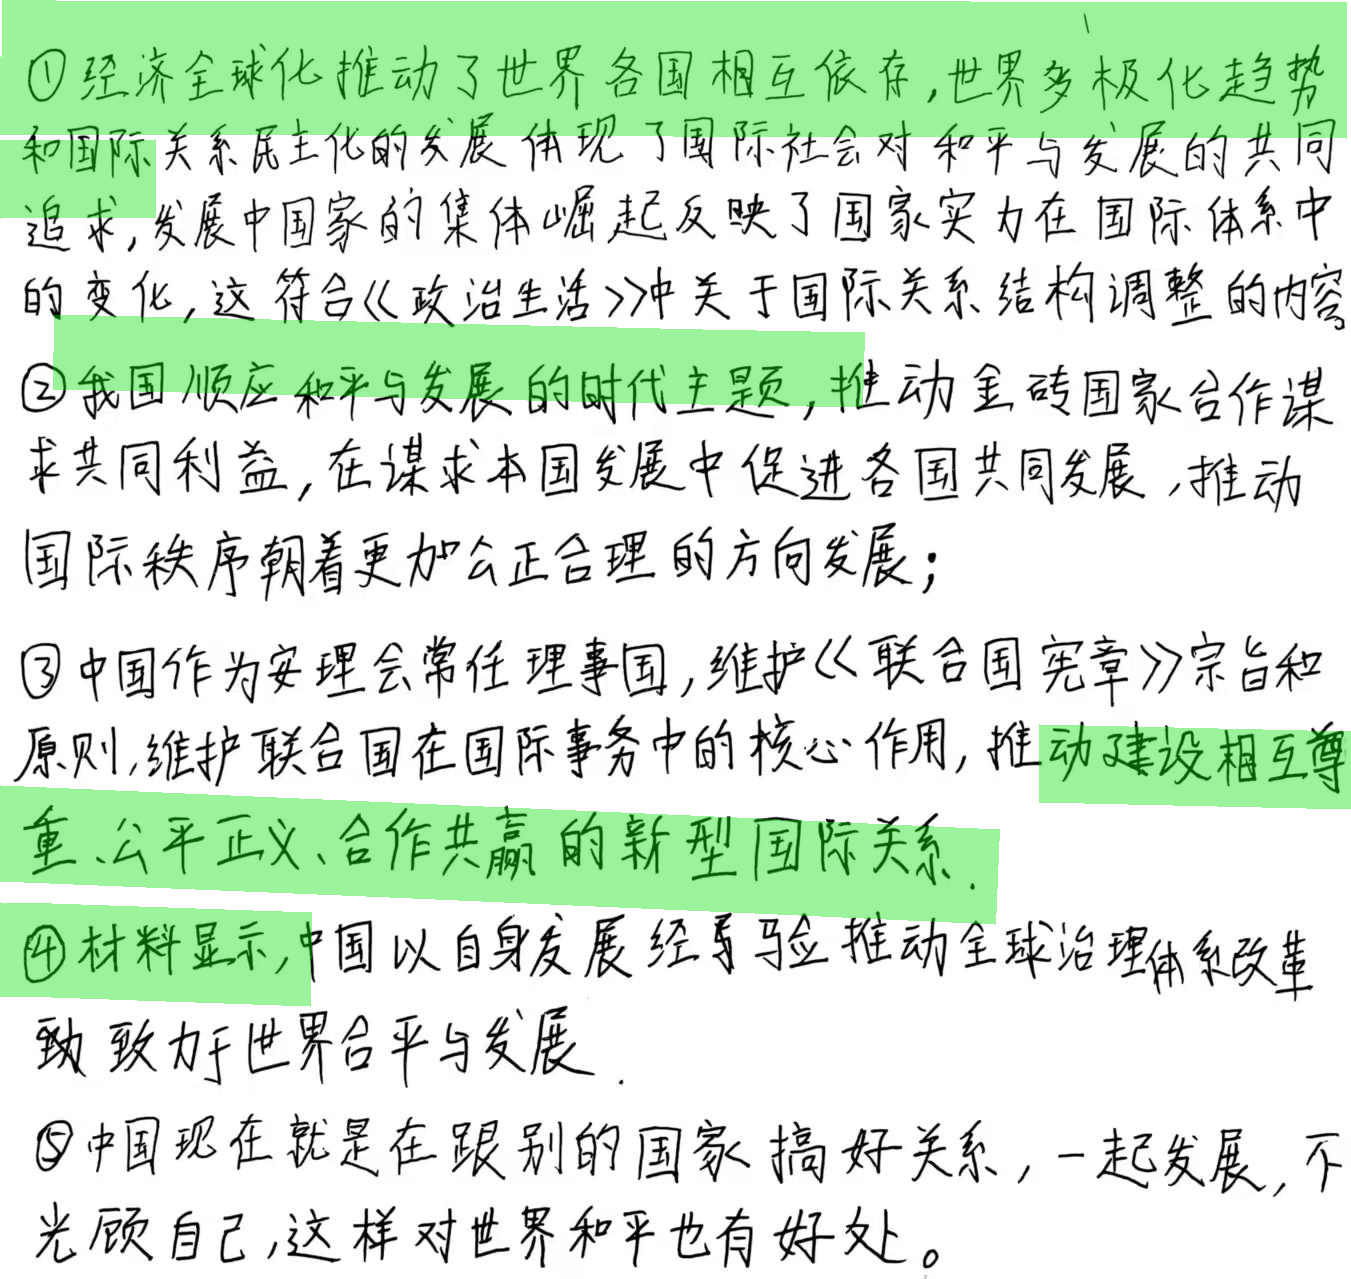 ①经济全球化推动了世界各国相互依存,世界多极化趋势
和国际关系民主化的发展体现了国际社会对和平与发展的共同
追求,发展中国家的集体崛起反映了国家实力在国际体系中
的变化,这符合《政治生活》中关于国际关系结构调整的内容。
②我国顺应和平与发展的时代主题,推动金砖国家合作谋
求共同利益,在谋求本国发展中促进各国共同发展,推动
国际秩序朝着更加公正合理的方向发展;
③中国作为安理会常任理事国,维护《联合国宪章》宗旨和
原则,维护联合国在国际事务中的核心作用,推动建设相互尊
重、公平正义、合作共赢的新型国际关系.
④材料显示,中国以自身发展经验推动全球治理体系改革
致力于世界合平与发展.
⑤中国现在就是在跟别的国家搞好关系,一起发展,不
光顾自己,这样对世界和平也有好处。